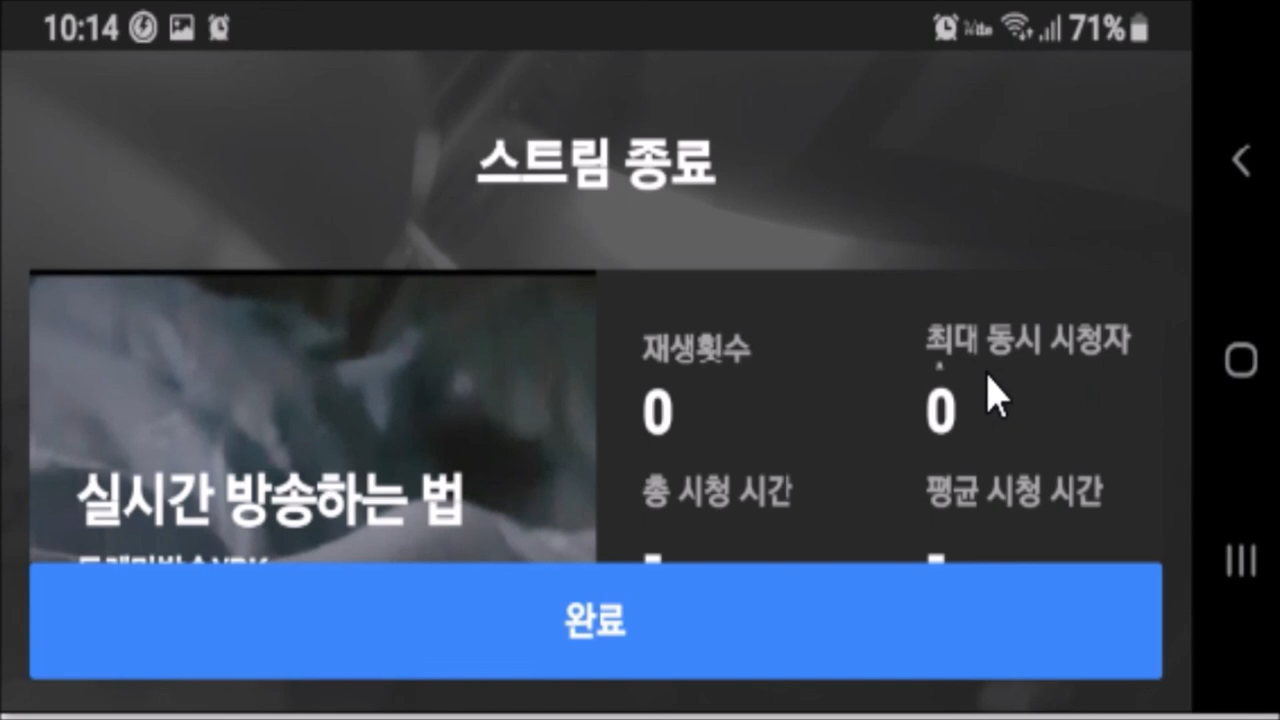 10:14
71%
스트림 종료
재생횟수
최대 동시 시청자
0
0
총 시청 시간
평균 시청 시간
실시간 방송하는 법
완료